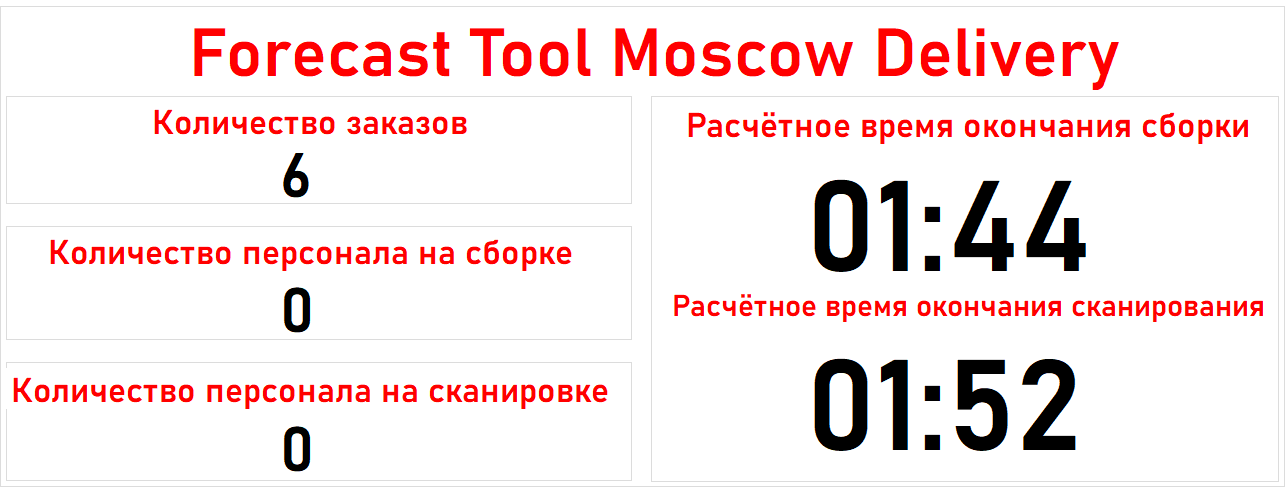 Forecast Tool Moscow Delivery
Количество заказов
6
Количество персонала на сборке
0
Количество персонала на сканировке
0
Расчётное время окончания сборки
01:44
Расчётное время окончания сканирования
01:52